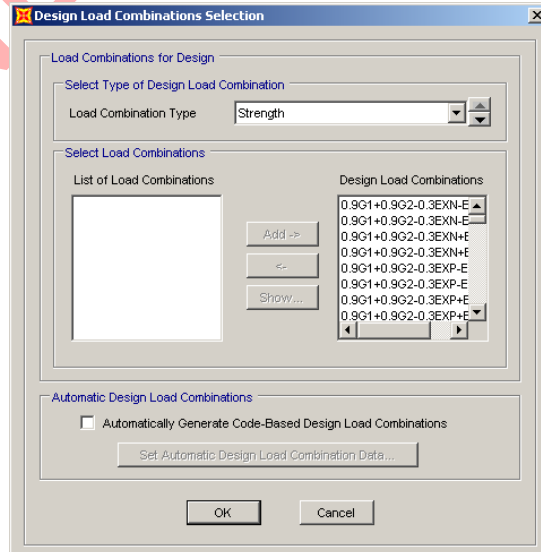 Design Load Combinations Selection
Load Combinations for Design
Select Type of Design Load Combination
Load Combination Type
Strength
Select Load Combinations
List of Load Combinations
Design Load Combinations
0.9G1+0.9G2-0.3EXN-E
0.9G1+0.9G2-0.3EXN-E
0.9G1+0.9G2-0.3EXN+E
0.9G1+0.9G2-0.3EXN+E
0.9G1+0.9G2-0.3EXP-E
0.9G1+0.9G2-0.3EXP-E
0.9G1+0.9G2-0.3EXP+E
0.9G1+0.9G2-0.3EXP+E
Add ->
<-
Show...
Automatic Design Load Combinations
Automatically Generate Code-Based Design Load Combinations
Set Automatic Design Load Combination Data...
OK
Cancel